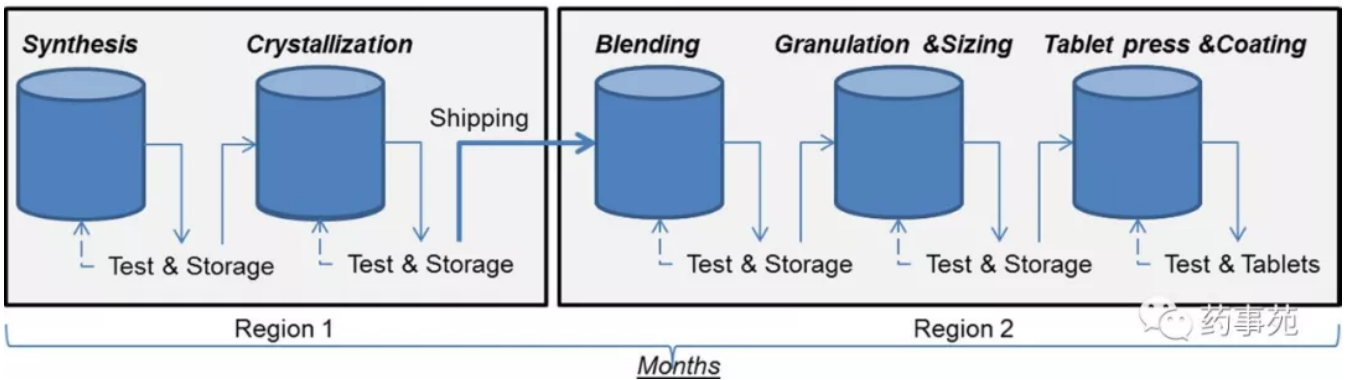 Synthesis
Crystallization
Shipping
Test & Storage
Test & Storage
Region 1
Blending
Granulation &Sizing
Tablet press &Coating
Test & Storage
Test & Storage
Test & Tablets
Region 2
Months
药事苑